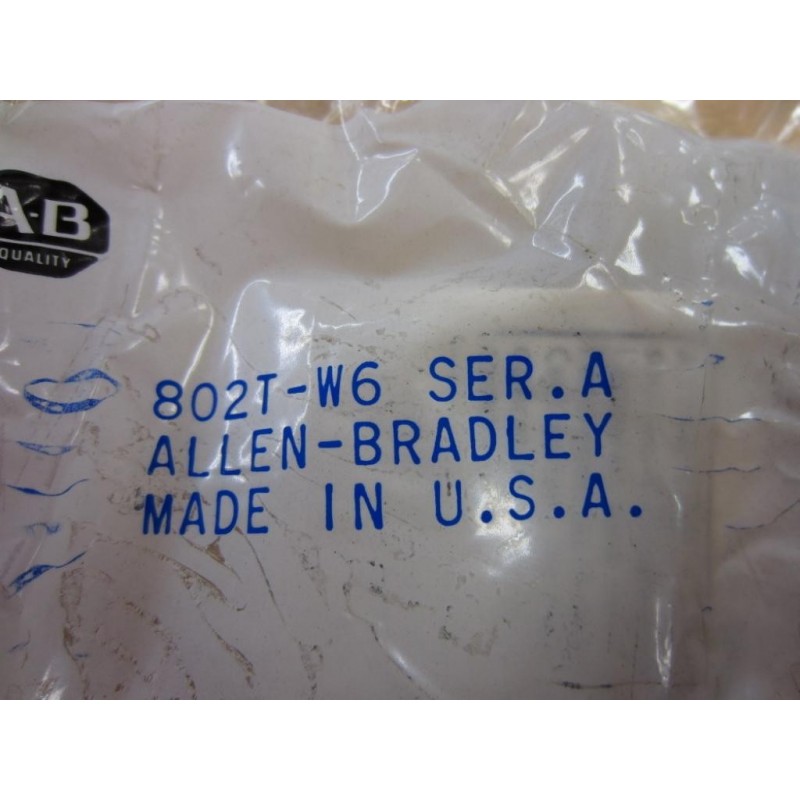 A-B
QUALITY
802T-W6 SER.A
ALLEN-BRADLEY
MADE IN U.S.A.